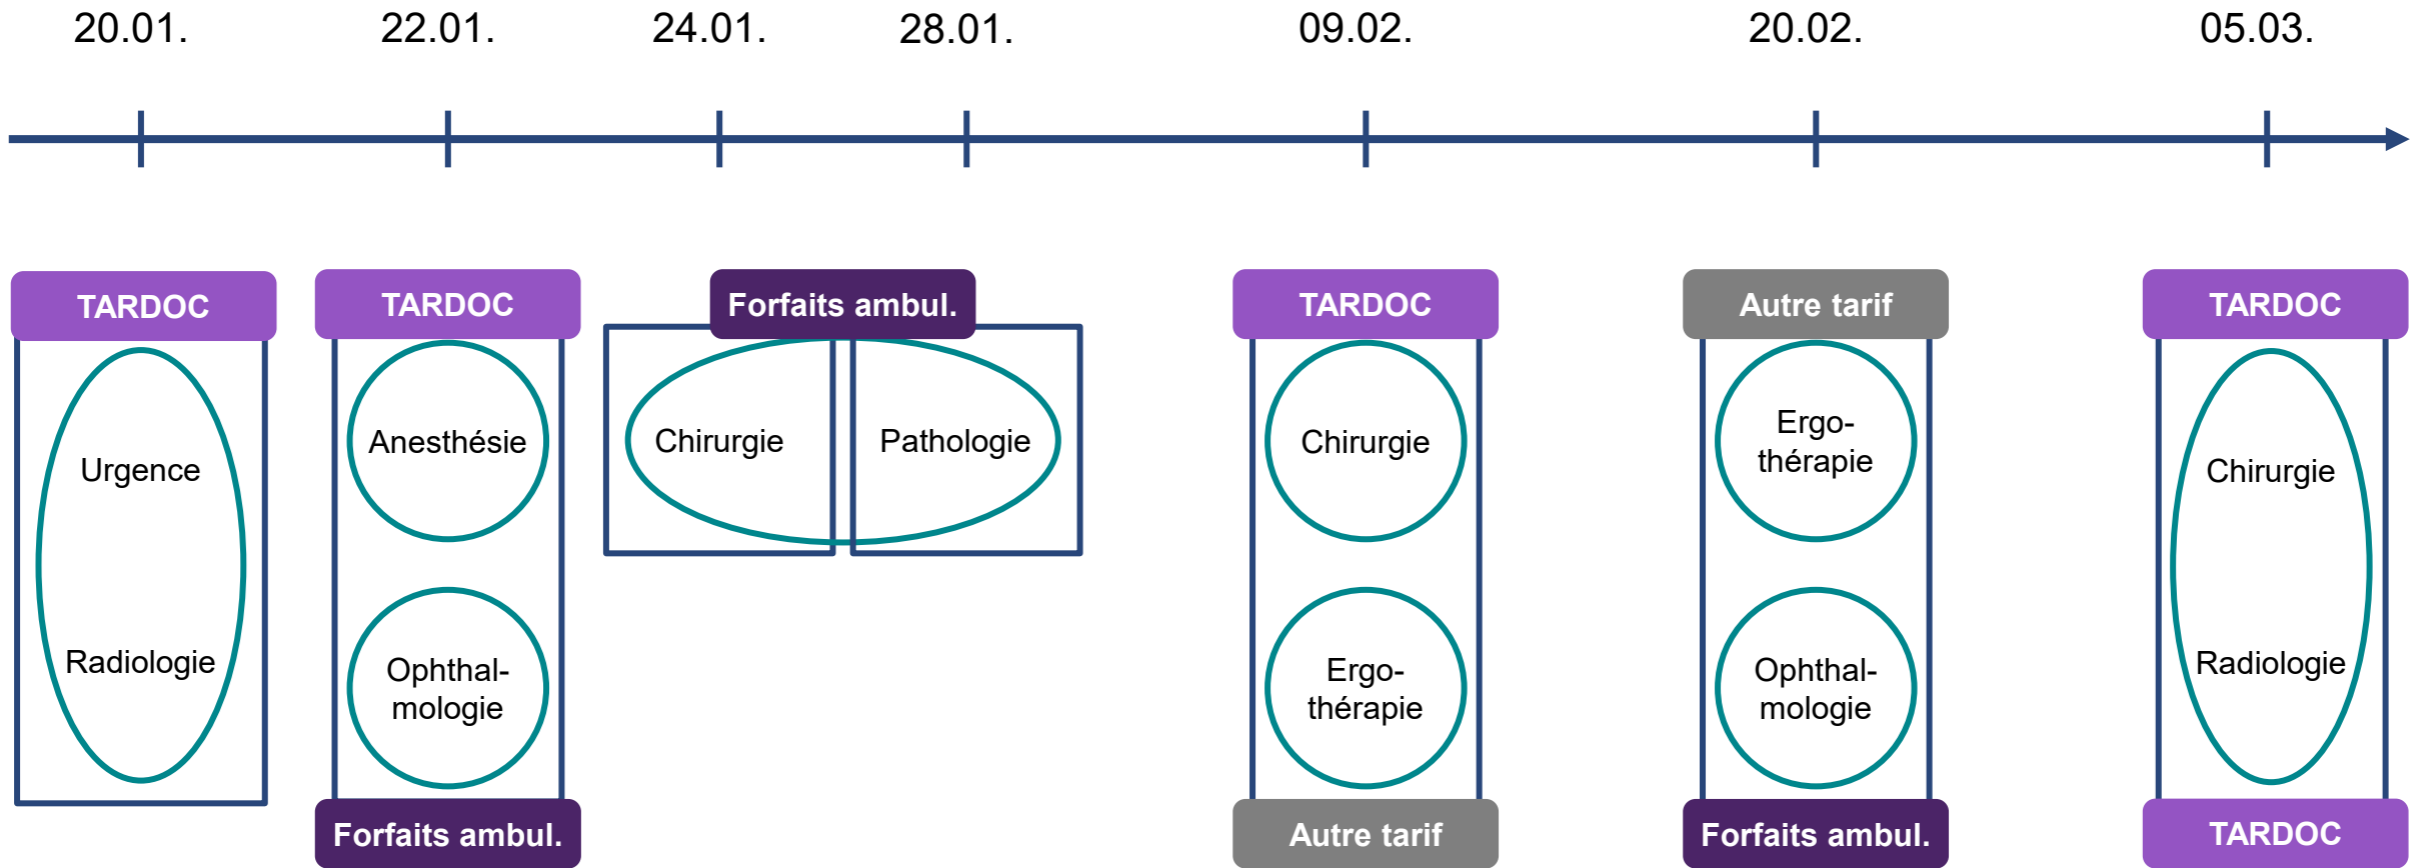 20.01.
22.01.
24.01.
28.01.
09.02.
20.02.
05.03.
TARDOC
Urgence
Radiologie
TARDOC
Anesthésie
Ophthal-
mologie
Forfaits ambul.
Forfaits ambul.
Chirurgie
Pathologie
TARDOC
Chirurgie
Ergo-
thérapie
Autre tarif
Autre tarif
Ergo-
thérapie
Ophthal-
mologie
Forfaits ambul.
TARDOC
Chirurgie
Radiologie
TARDOC